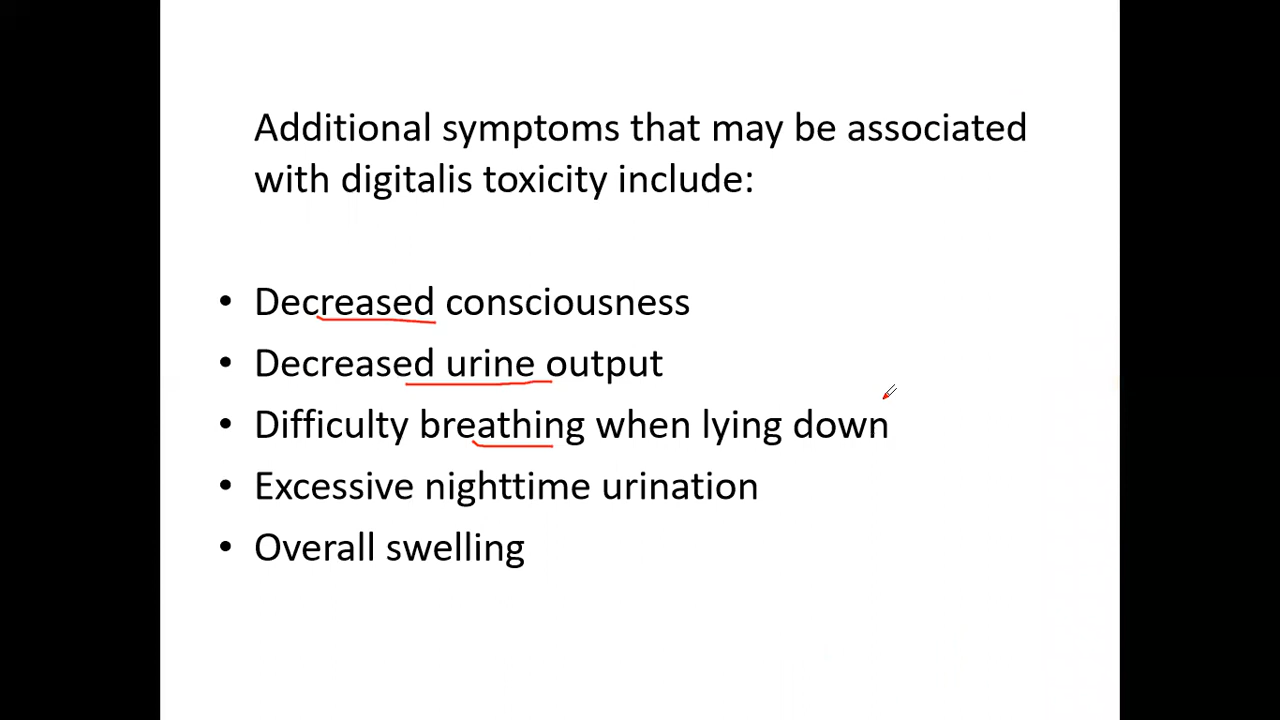 Additional symptoms that may be associated
with digitalis toxicity include:
• Decreased consciousness
• Decreased urine output
• Difficulty breathing when lying down
• Excessive nighttime urination
• Overall swelling